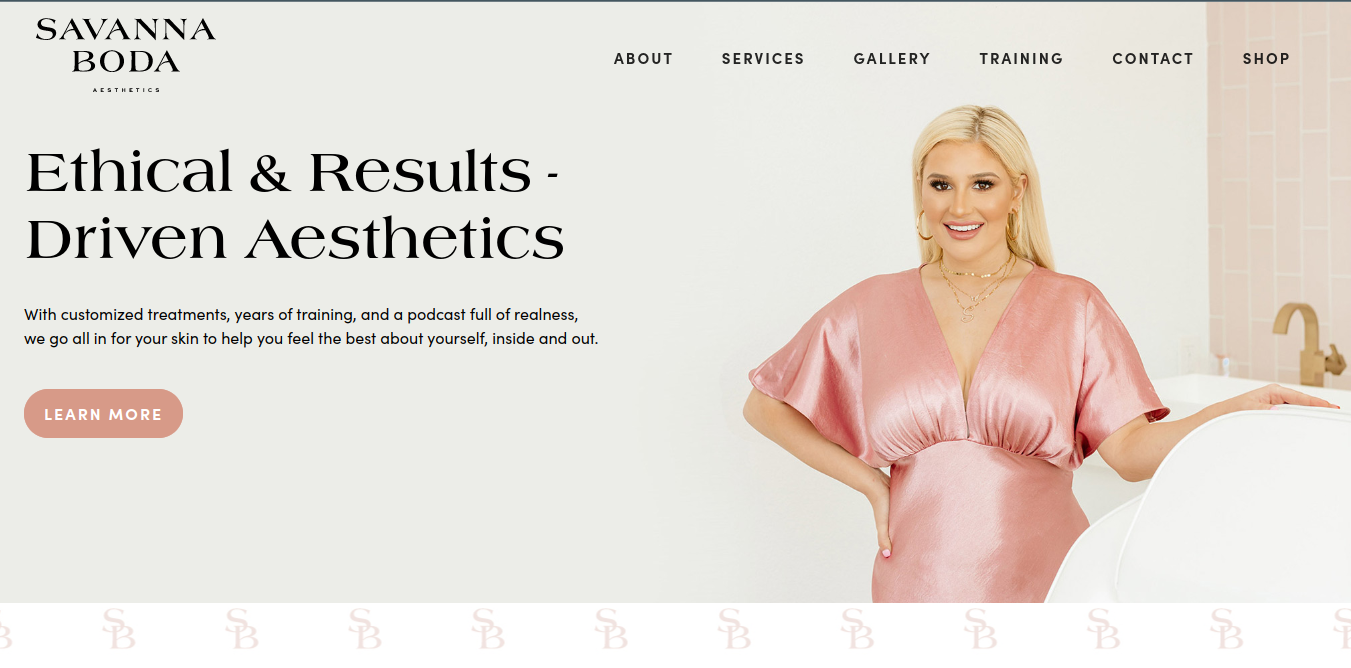 SAVANNA
BODA
AESTHETICS
ABOUT SERVICES GALLERY TRAINING CONTACT SHOP
Ethical & Results -
Driven Aesthetics
With customized treatments, years of training, and a podcast full of realness,
we go all in for your skin to help you feel the best about yourself, inside and out.
LEARN MORE
B SB SB SB SB SB SB SB SB SB SB S